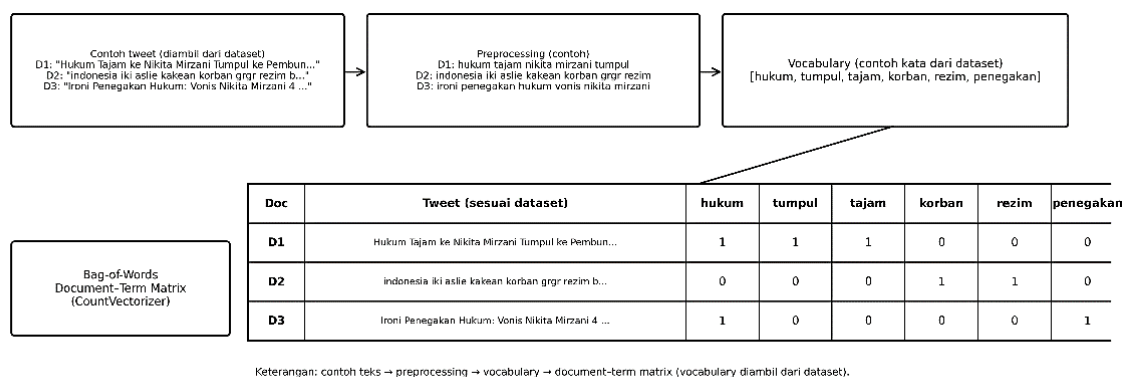 Contoh tweet (diambil dari dataset)
D1: "Hukum Tajam ke Nikita Mirzani Tumpul ke Pembun..."
D2: "indonesia iki aslie kakean korban grgr rezim b..."
D3: "Ironi Penegakan Hukum: Vonis Nikita Mirzani 4 ..."
Preprocessing (contoh)
D1: hukum tajam nikita mirzani tumpul
D2: indonesia iki aslie kakean korban grgr rezim
D3: ironi penegakan hukum vonis nikita mirzani
Vocabulary (contoh kata dari dataset)
[hukum, tumpul, tajam, korban, rezim, penegakan]
Doc Tweet (sesuai dataset) hukum tumpul tajam korban rezim penegakan
D1 Hukum Tajam ke Nikita Mirzani Tumpul ke Pembun... 1 1 1 0 0 0
D2 indonesia iki aslie kakean korban grgr rezim b... 0 0 0 1 1 0
D3 Ironi Penegakan Hukum: Vonis Nikita Mirzani 4 ... 1 0 0 0 0 1
Bag-of-Words
Document–Term Matrix
(CountVectorizer)
Keterangan: contoh teks → preprocessing → vocabulary → document–term matrix (vocabulary diambil dari dataset).